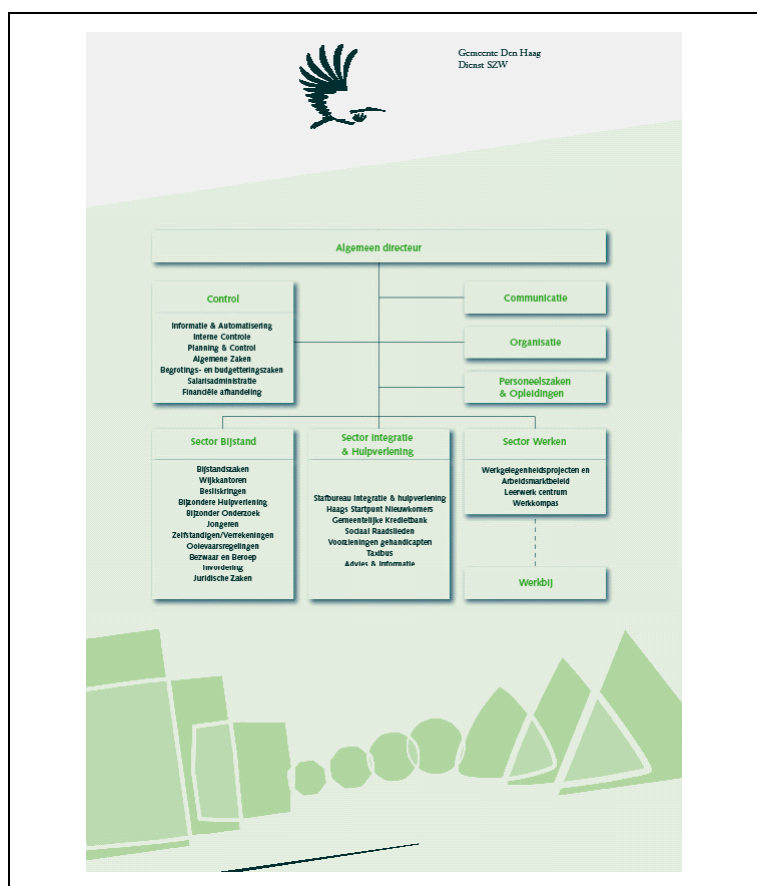 Gemeente Den Haag
Dienst SZW
Algemeen directeur
Control
Informatie & Automatisering
Interne Controle
Planning & Control
Algemene Zaken
Begrotings- en budgetteringszaken
Salarisadministratie
Financiële afhandeling
Communicatie
Organisatie
Personeelszaken
& Opleidingen
Sector Bijstand
Bijstandszaken
Wijkkantoren
Beslisкringen
Bijzondere Hulpverlening
Bijzonder Onderzoek
Jongeren
Zelfstandigen/Verrekeningen
Ooievaarsregelingen
Bezwaar en Beroep
Invordering
Juridische Zaken
Sector Integratie
& Hulpverlening
Stafbureau Integratie & hulpverlening
Haags Startpunt Nieuwkomers
Gemeentelijke Kredietbank
Sociaal Raadslieden
Voorzieningen gehandicapten
Taxibus
Advies & Informatie
Sector Werken
Werkgelegenheidsprojecten en
Arbeidsmarktbeleid
Leerwerk centrum
Werkkompas
Werkbij